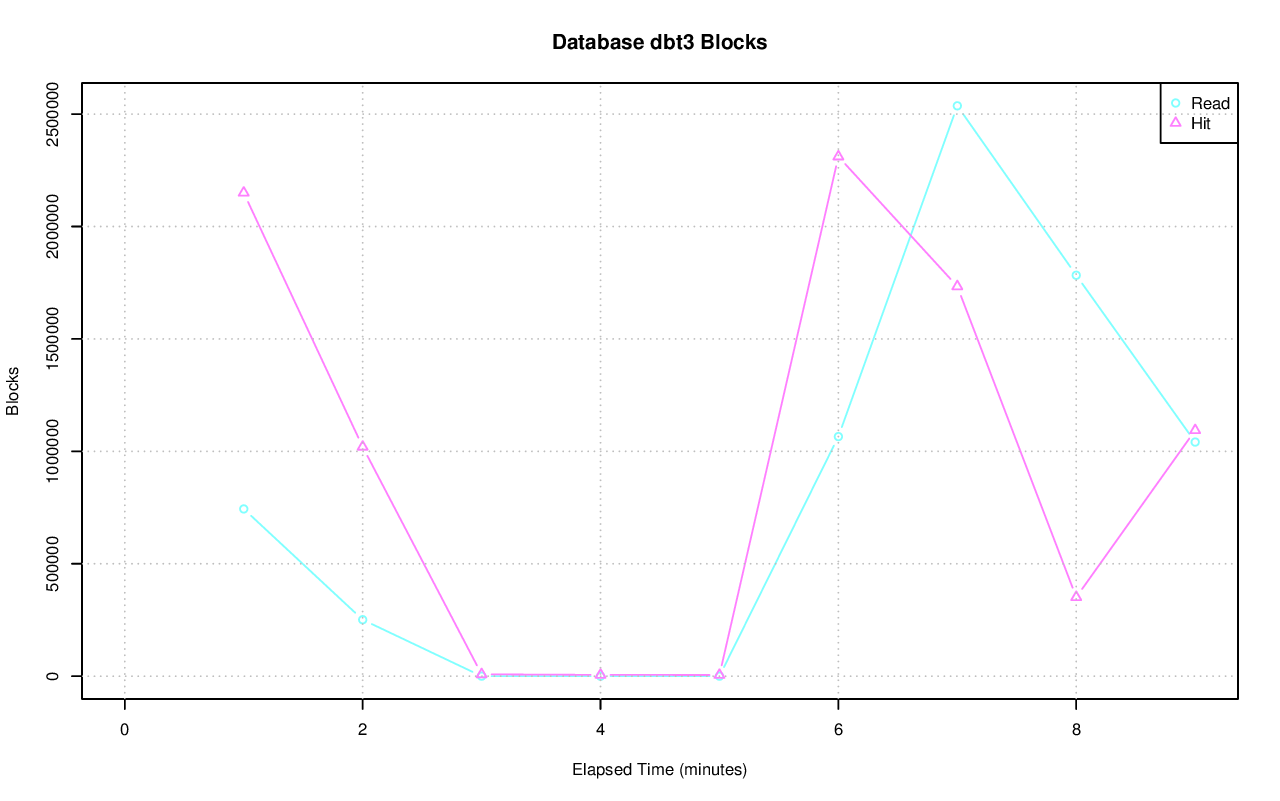 Database dbt3 Blocks
Read
Hit
2500000
2000000
1500000
1000000
500000
0
Blocks
0 2 4 6 8
Elapsed Time (minutes)